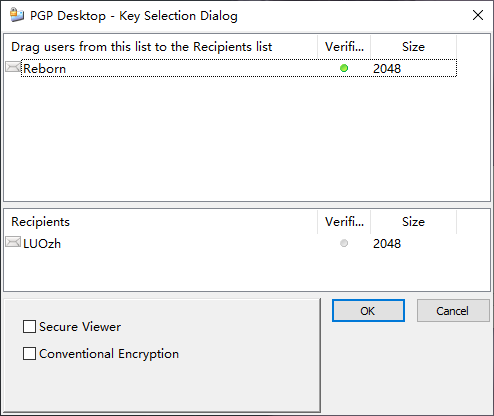 PGP Desktop - Key Selection Dialog
Drag users from this list to the Recipients list Verifi... Size
Reborn 2048
Recipients Verifi... Size
LUOzh 2048
OK Cancel
Secure Viewer
Conventional Encryption